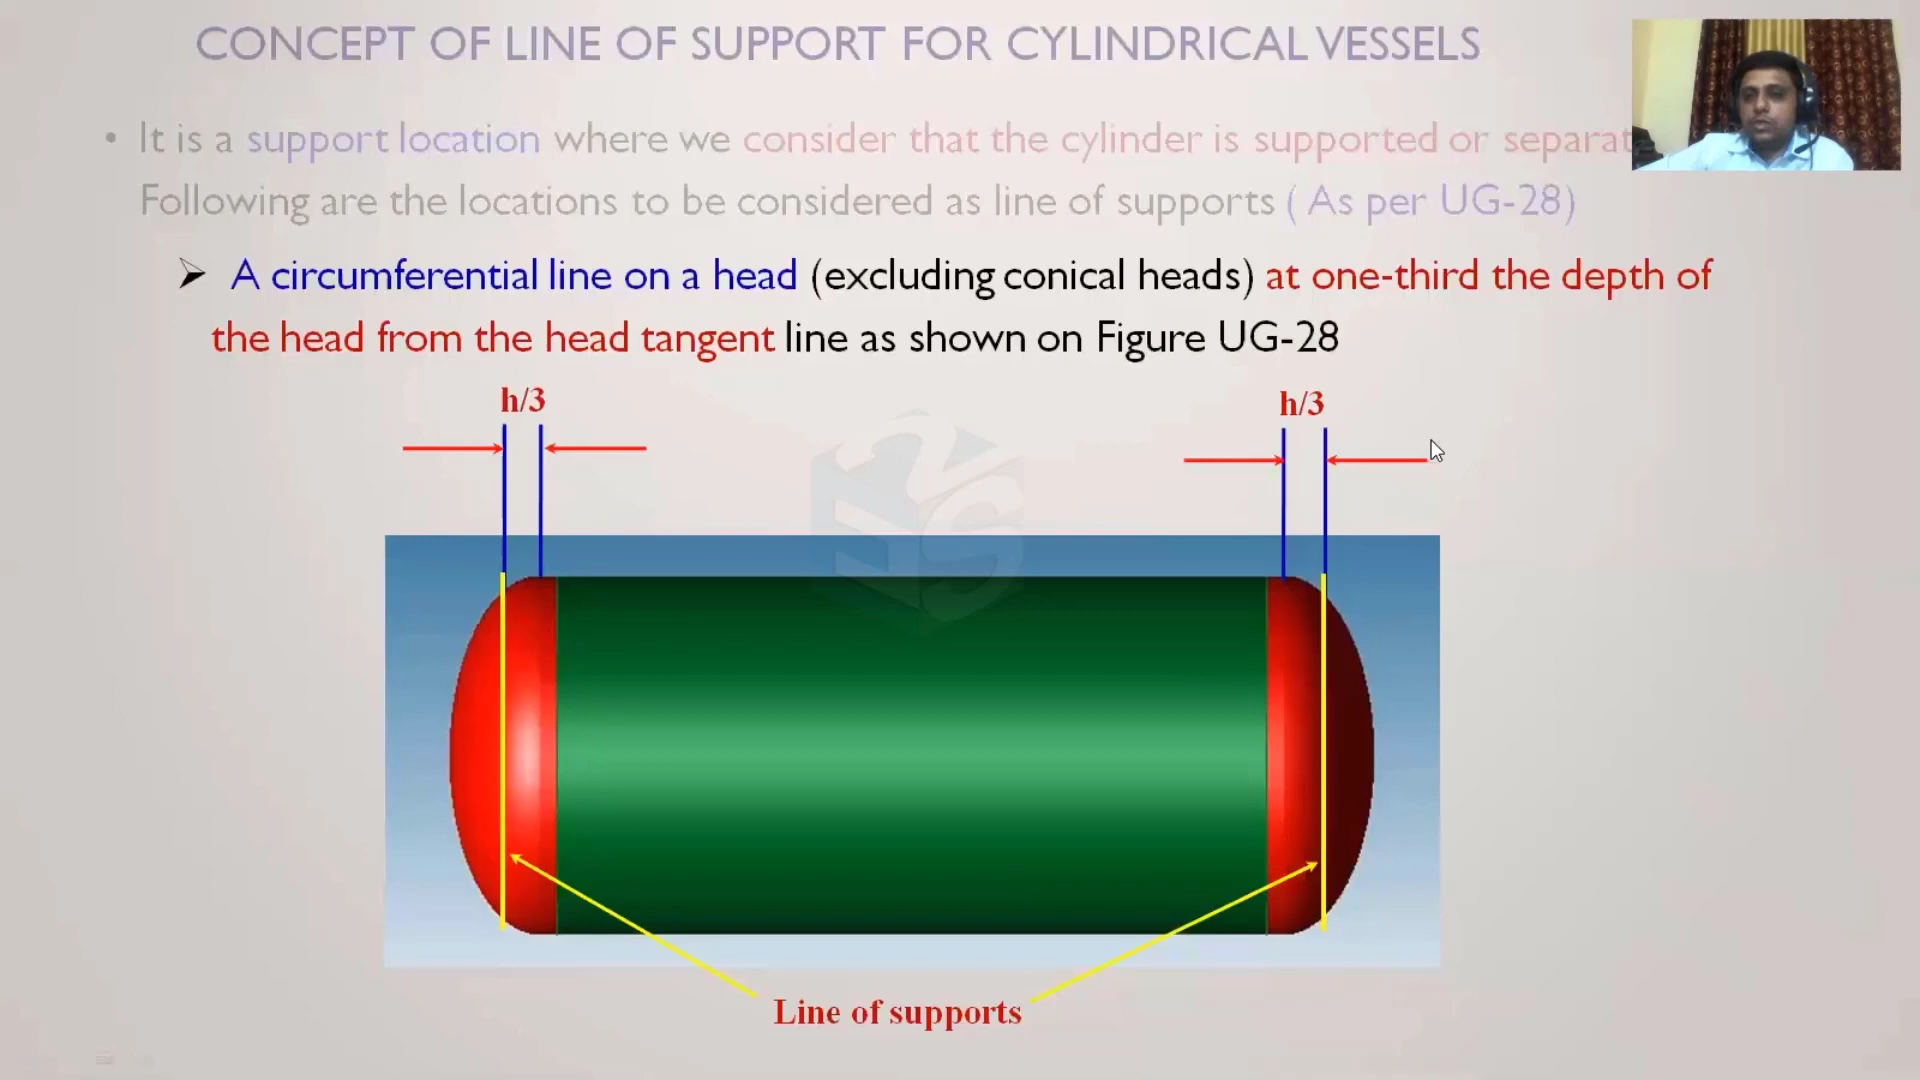 CONCEPT OF LINE OF SUPPORT FOR CYLINDRICAL VESSELS
• It is a support location where we consider that the cylinder is supported or
Following are the locations to be considered as line of supports ( As per UG-28)
➢ A circumferential line on a head (excluding conical heads) at one-third the depth of
the head from the head tangent line as shown on Figure UG-28
h/3
h/3
Line of supports